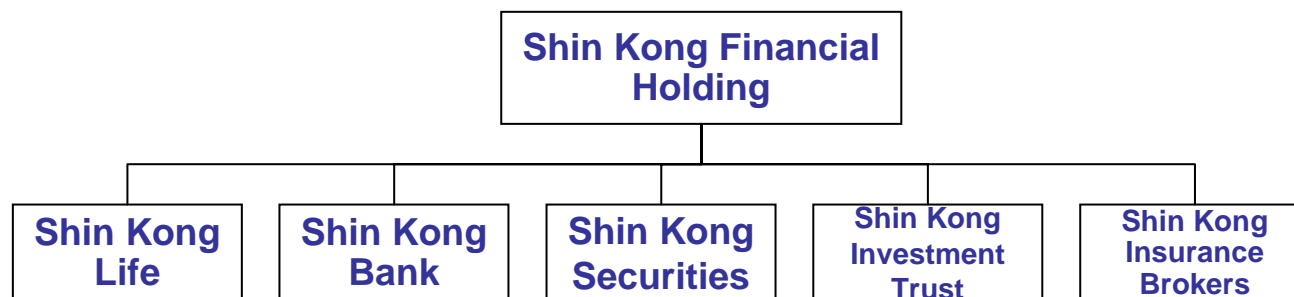 Shin Kong Financial
Holding
Shin Kong
Life
Shin Kong
Bank
Shin Kong
Securities
Shin Kong
Investment
Trust
Shin Kong
Insurance
Brokers